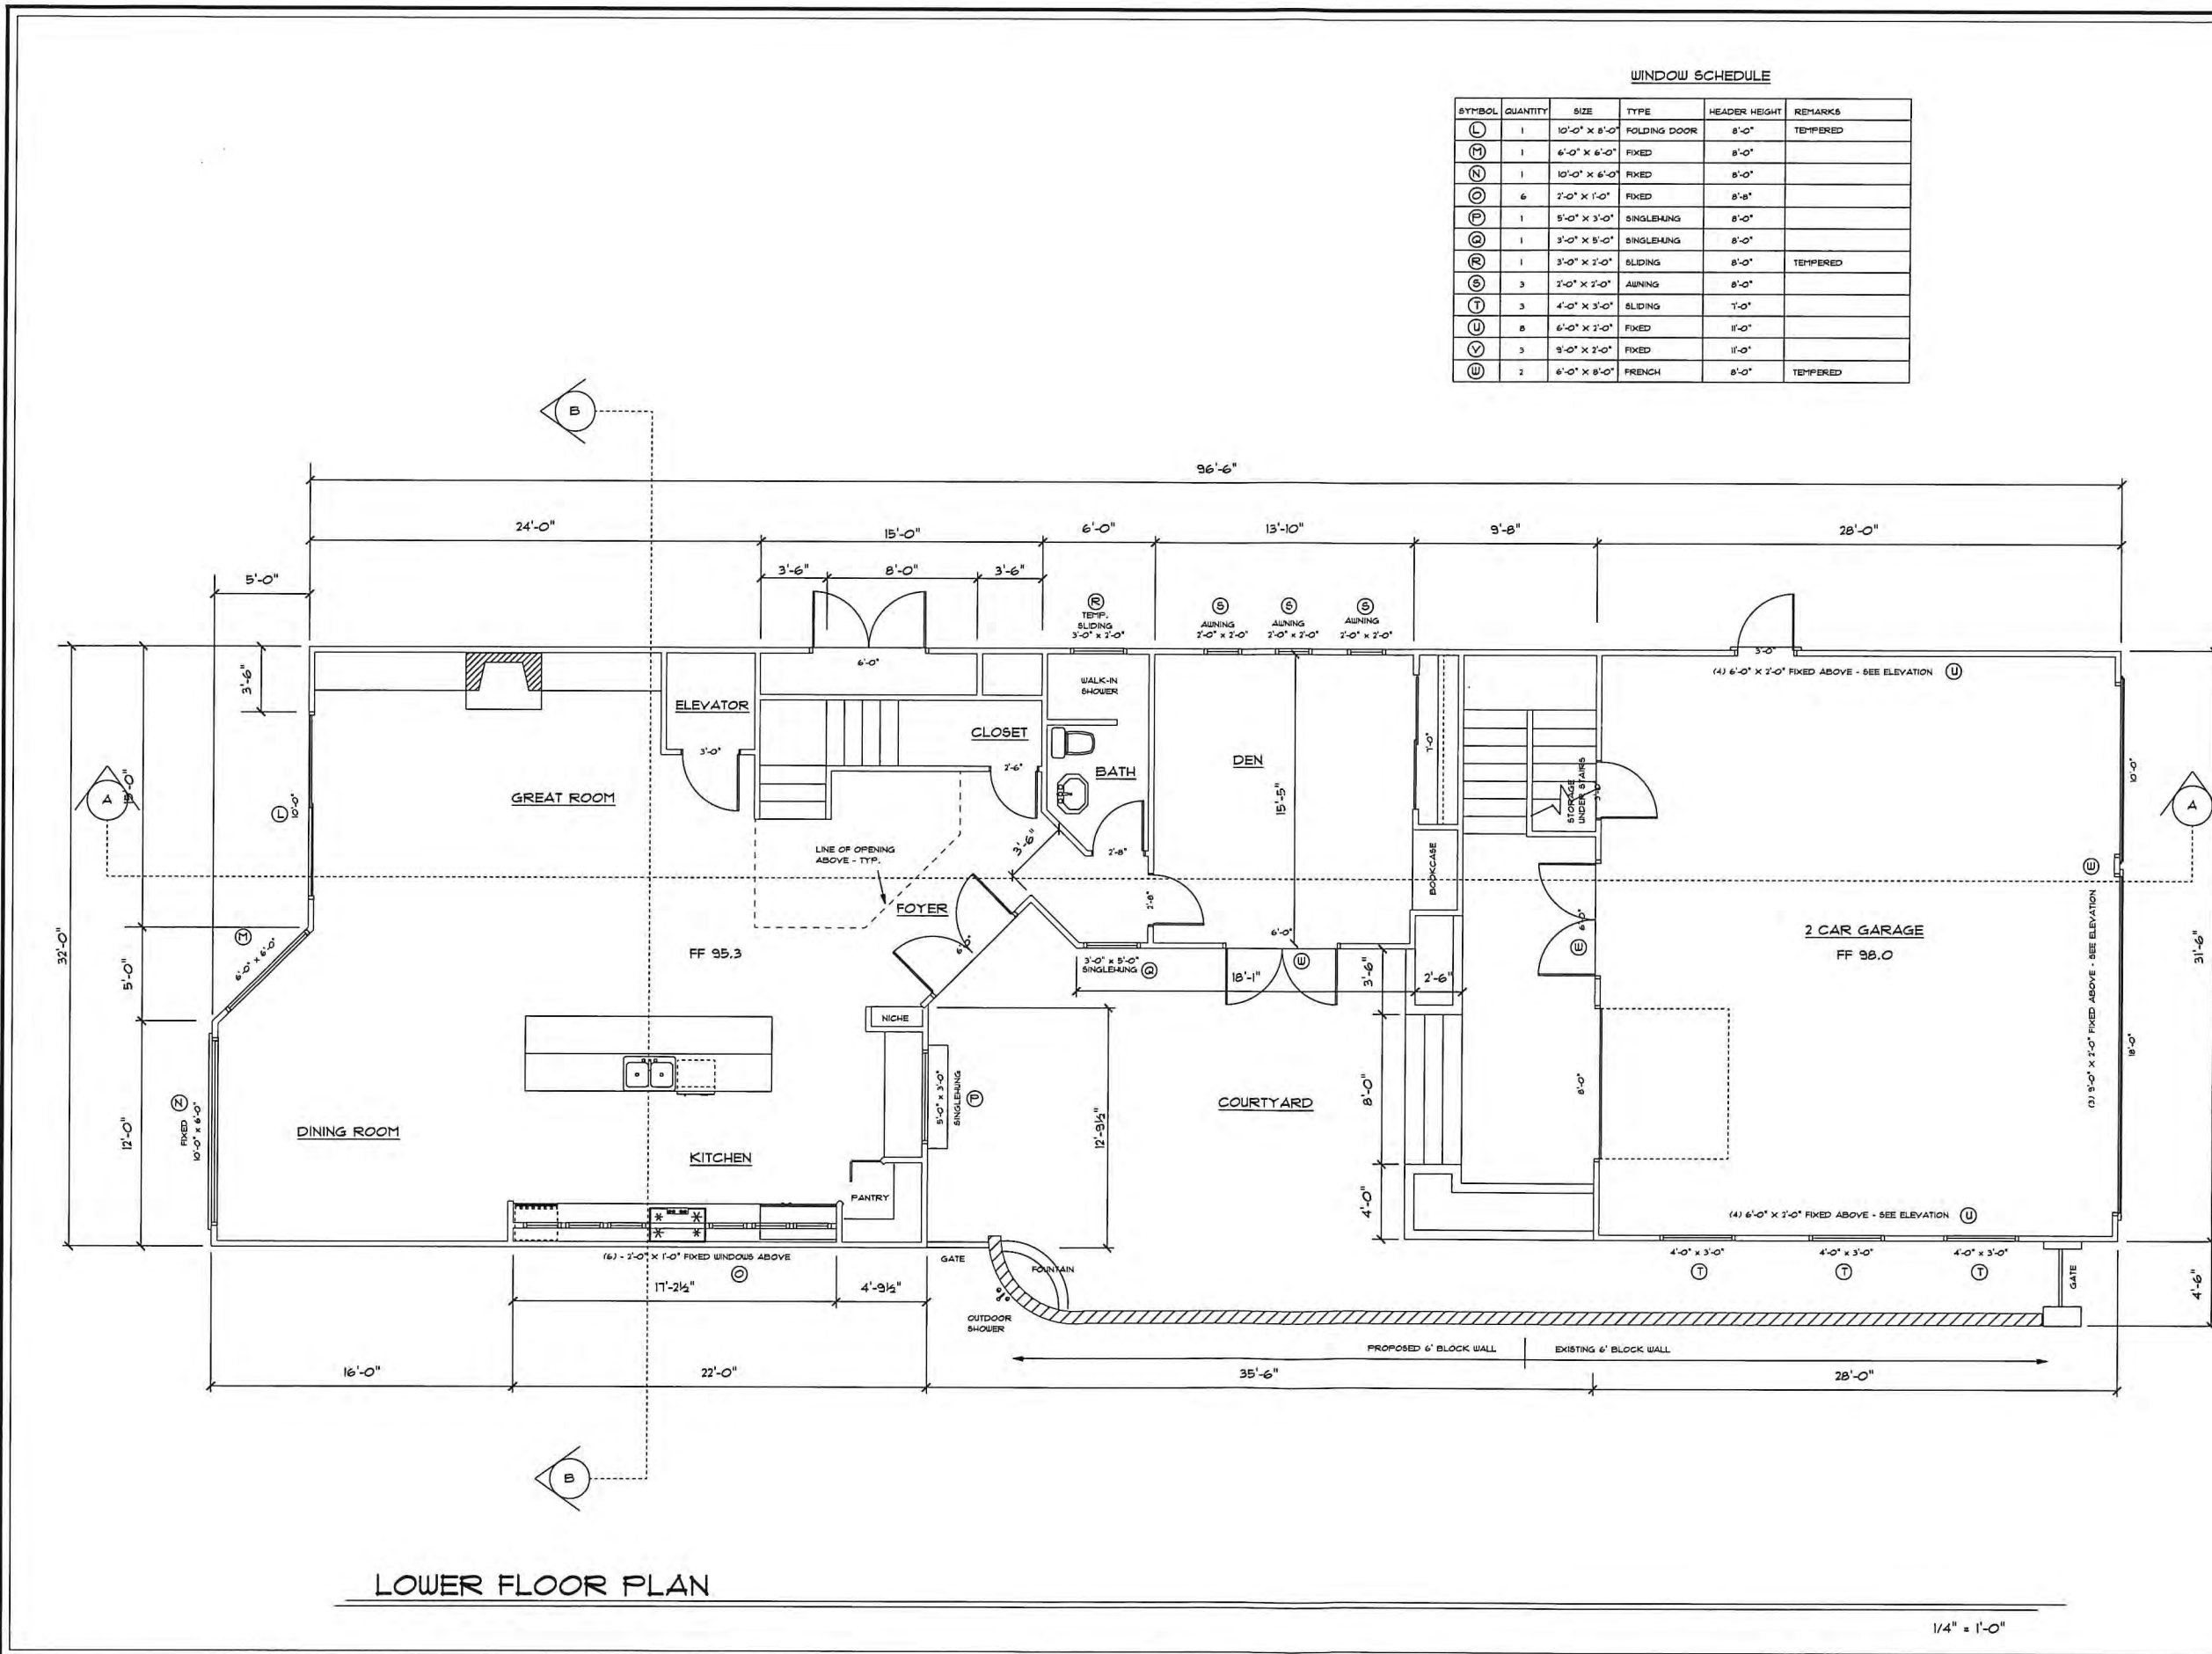 WINDOW SCHEDULE
SYMBOL QUANTITY SIZE TYPE HEADER HEIGHT REMARKS
L 1 10'-0" X 8'-0" FOLDING DOOR 8'-0" TEMPERED
M 1 6'-0" X 6'-0" FIXED 8'-0"
N 1 10'-0" X 6'-0" FIXED 8'-0"
O 6 2'-0" X 1'-0" FIXED 8'-8"
P 1 5'-0" X 3'-0" SINGLEHUNG 8'-0"
Q 1 3'-0" X 5'-0" SINGLEHUNG 8'-0"
R 1 3'-0" X 2'-0" SLIDING 8'-0" TEMPERED
S 3 2'-0" X 2'-0" AWNING 8'-0"
T 3 4'-0" X 3'-0" SLIDING 7'-0"
U 8 6'-0" X 2'-0" FIXED 11'-0"
V 3 9'-0" X 2'-0" FIXED 11'-0"
W 2 6'-0" X 8'-0" FRENCH 8'-0" TEMPERED
B
96'-6"
24'-0" 15'-0" 6'-0" 13'-10" 9'-8" 28'-0"
5'-0" 3'-6" 8'-0" 3'-6"
R
TEMP.
SLIDING
3'-0" x 2'-0"
S
AWNING
2'-0" x 2'-0"
S
AWNING
2'-0" x 2'-0"
S
AWNING
2'-0" x 2'-0"
6'-0"
3'-0"
(4) 6'-0" X 2'-0" FIXED ABOVE - SEE ELEVATION U
3'-6"
WALK-IN
SHOWER
ELEVATOR
3'-0"
CLOSET
2'-6"
BATH
2'-8"
DEN
15'-5"
7'-0"
STORAGE
UNDER STAIRS
3'-0"
10'-0"
A
15'-0"
A
GREAT ROOM
L
10'-0"
LINE OF OPENING
ABOVE - TYP.
3'-6"
BOOKCASE
2'-8"
FOYER
6'-0"
M
6'-0" x 6'-0"
32'-0"
5'-0"
FF 95.3
3'-0" x 5'-0"
SINGLEHUNG Q
6'-0"
W
18'-1"
3'-6"
2'-6"
6'-0"
W
2 CAR GARAGE
FF 98.0
W
(3) 9'-0" X 2'-0" FIXED ABOVE - SEE ELEVATION
18'-0"
31'-6"
NICHE
5'-0" x 3'-0"
SINGLEHUNG
P
12'-9½"
COURTYARD
8'-0"
8'-0"
N
FIXED
10'-0" x 6'-0"
12'-0"
DINING ROOM
KITCHEN
PANTRY
4'-0"
(4) 6'-0" X 2'-0" FIXED ABOVE - SEE ELEVATION U
(6) - 2'-0" X 1'-0" FIXED WINDOWS ABOVE
O
GATE
FOUNTAIN
4'-0" x 3'-0"
T
4'-0" x 3'-0"
T
4'-0" x 3'-0"
T
GATE
4'-6"
17'-2½" 4'-9½"
OUTDOOR
SHOWER
PROPOSED 6' BLOCK WALL EXISTING 6' BLOCK WALL
16'-0" 22'-0" 35'-6" 28'-0"
B
LOWER FLOOR PLAN
1/4" = 1'-0"